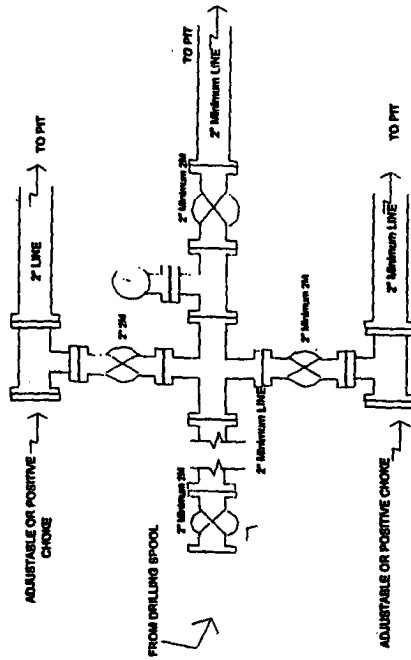 TO PIT
2" LINE
ADJUSTABLE OR POSITIVE
CHOKE
2" 2M
TO PIT
2" Minimum LINE
2" Minimum 2M
2" Minimum 2M
2" Minimum LINE
FROM DRILLING SPOOL
2" Minimum 2M
TO PIT
2" Minimum LINE
ADJUSTABLE OR POSITIVE CHOKE